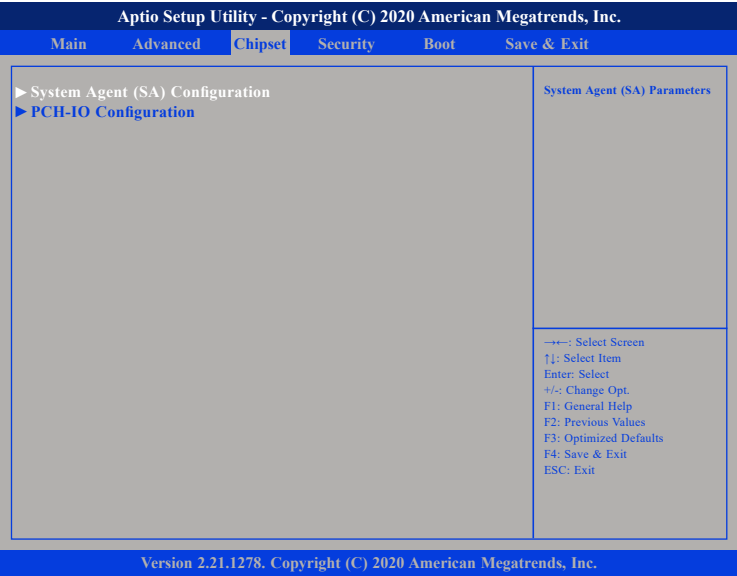 Aptio Setup Utility - Copyright (C) 2020 American Megatrends, Inc.
Main Advanced Chipset Security Boot Save & Exit
►System Agent (SA) Configuration
►PCH-IO Configuration
System Agent (SA) Parameters
→←: Select Screen
↑↓: Select Item
Enter: Select
+/-: Change Opt.
F1: General Help
F2: Previous Values
F3: Optimized Defaults
F4: Save & Exit
ESC: Exit
Version 2.21.1278. Copyright (C) 2020 American Megatrends, Inc.